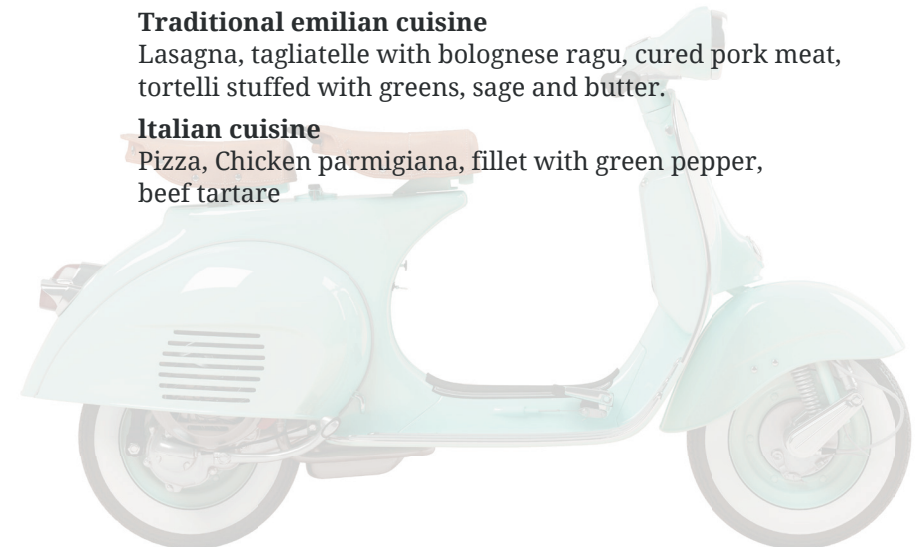 Traditional emilian cuisine
Lasagna, tagliatelle with bolognese ragu, cured pork meat,
tortelli stuffed with greens, sage and butter.
Italian cuisine
Pizza, Chicken parmigiana, fillet with green pepper,
beef tartare